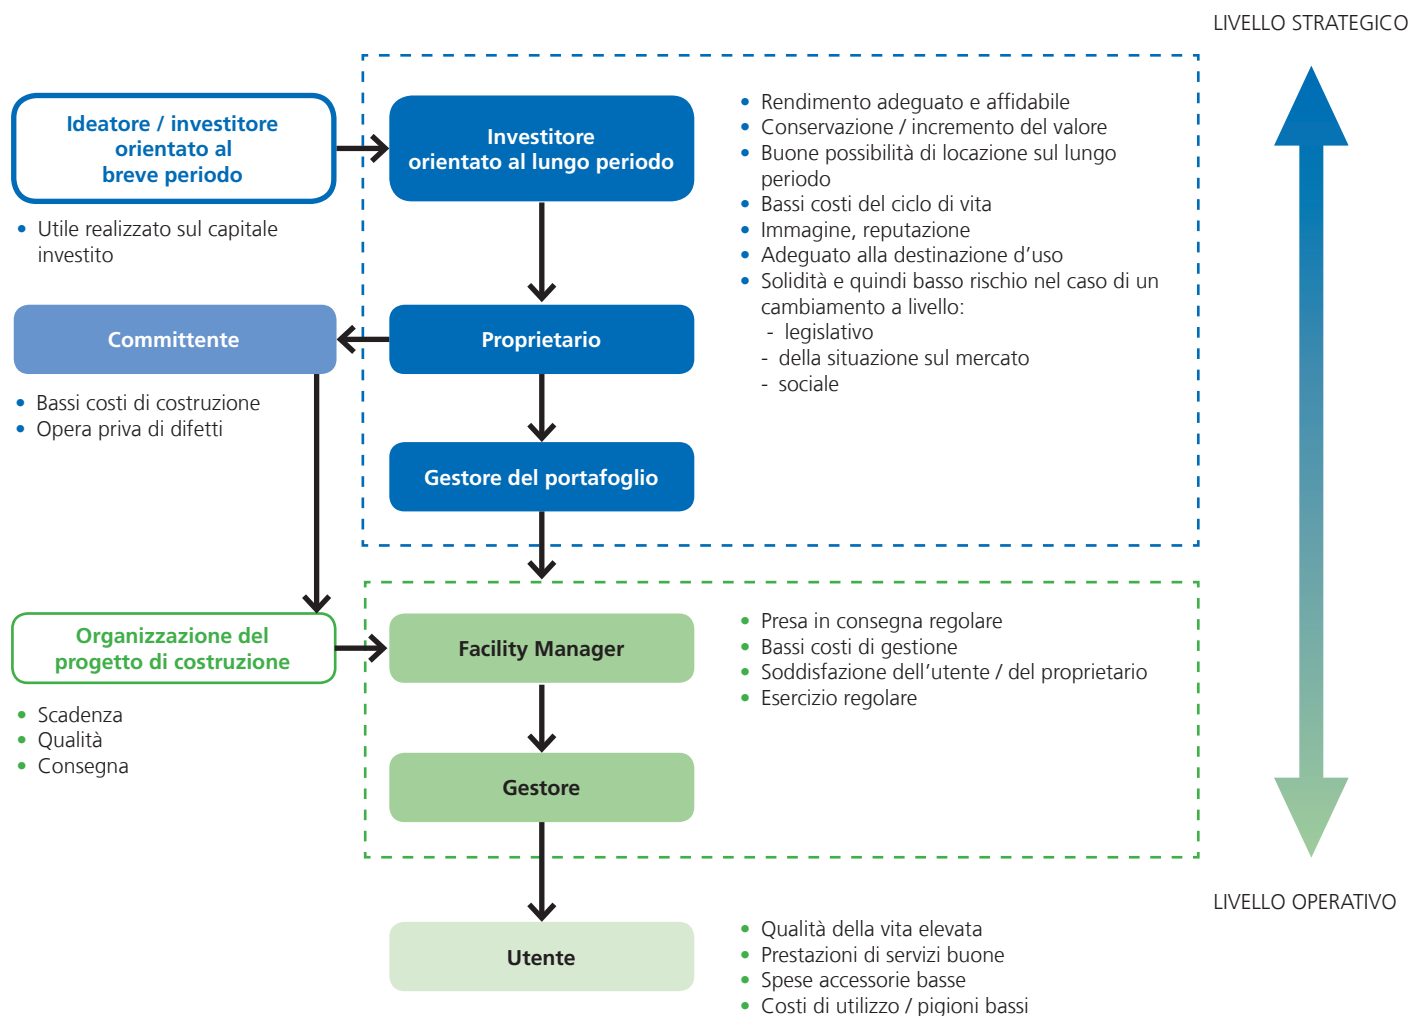 LIVELLO STRATEGICO
Ideatore / investitore
orientato al
breve periodo
• Utile realizzato sul capitale
investito
Investitore
orientato al lungo periodo
• Rendimento adeguato e affidabile
• Conservazione / incremento del valore
• Buone possibilità di locazione sul lungo
periodo
• Bassi costi del ciclo di vita
• Immagine, reputazione
• Adeguato alla destinazione d’uso
• Solidità e quindi basso rischio nel caso di un
cambiamento a livello:
- legislativo
- della situazione sul mercato
- sociale
Committente
• Bassi costi di costruzione
• Opera priva di difetti
Proprietario
Gestore del portafoglio
Organizzazione del
progetto di costruzione
• Scadenza
• Qualità
• Consegna
Facility Manager
• Presa in consegna regolare
• Bassi costi di gestione
• Soddisfazione dell’utente / del proprietario
• Esercizio regolare
Gestore
LIVELLO OPERATIVO
Utente
• Qualità della vita elevata
• Prestazioni di servizi buone
• Spese accessorie basse
• Costi di utilizzo / pigioni bassi